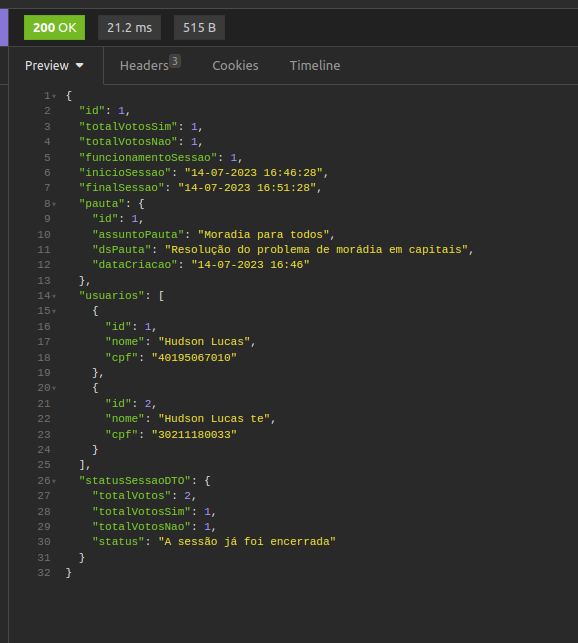 200 OK 21.2 ms 515 B
Preview Headers 3 Cookies Timeline
1 {
2 "id": 1,
3 "totalVotosSim": 1,
4 "totalVotosNao": 1,
5 "funcionamentoSessao": 1,
6 "inicioSessao": "14-07-2023 16:46:28",
7 "finalSessao": "14-07-2023 16:51:28",
8 "pauta": {
9 "id": 1,
10 "assuntoPauta": "Moradia para todos",
11 "dsPauta": "Resolução do problema de morádia em capitais",
12 "dataCriacao": "14-07-2023 16:46"
13 },
14 "usuarios": [
15 {
16 "id": 1,
17 "nome": "Hudson Lucas",
18 "cpf": "40195067010"
19 },
20 {
21 "id": 2,
22 "nome": "Hudson Lucas te",
23 "cpf": "30211180033"
24 }
25 ],
26 "statusSessaoDTO": {
27 "totalVotos": 2,
28 "totalVotosSim": 1,
29 "totalVotosNao": 1,
30 "status": "A sessão já foi encerrada"
31 }
32 }